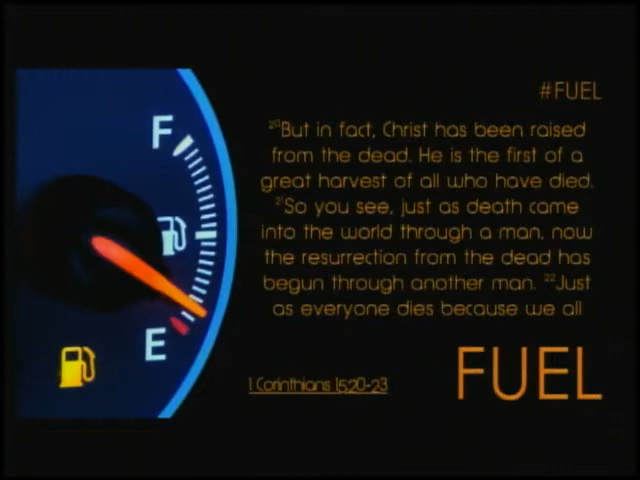 F
E
#FUEL
20But in fact, Christ has been raised
from the dead. He is the first of a
great harvest of all who have died.
21So you see, just as death came
into the world through a man, now
the resurrection from the dead has
begun through another man. 22Just
as everyone dies because we all
1 Corinthians 15:20-23
FUEL